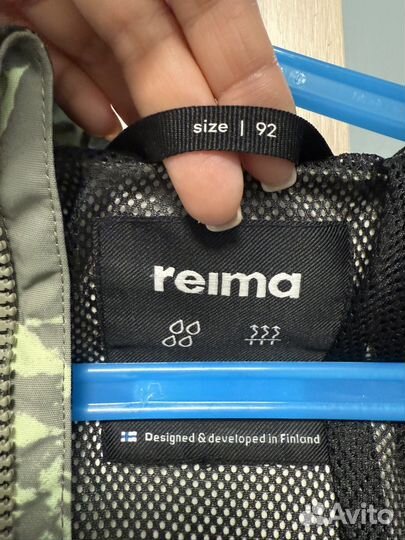 size | 92
reima
Designed & developed in Finland
Avito